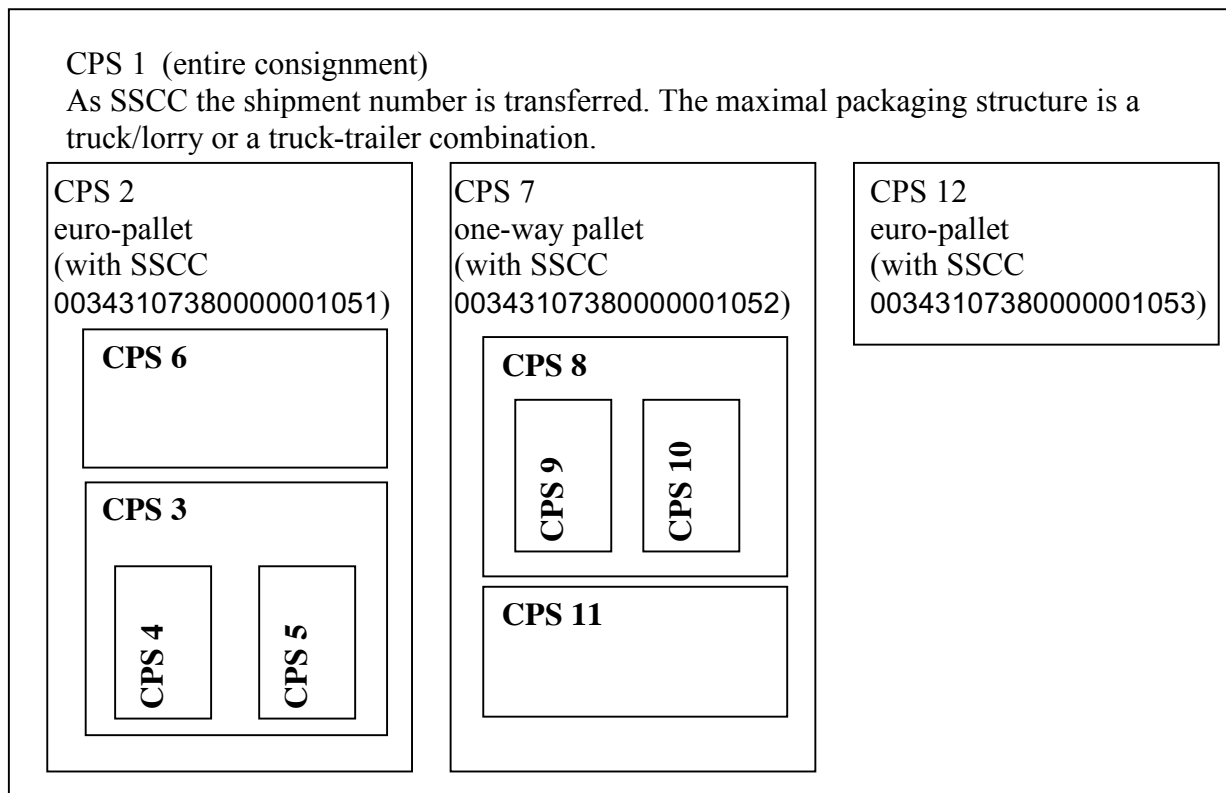 CPS 1  (entire consignment)
As SSCC the shipment number is transferred. The maximal packaging structure is a
truck/lorry or a truck-trailer combination.
CPS 2
euro-pallet
(with SSCC
00343107380000001051)
CPS 6
CPS 3
CPS 4
CPS 5
CPS 7
one-way pallet
(with SSCC
00343107380000001052)
CPS 8
CPS 9
CPS 10
CPS 11
CPS 12
euro-pallet
(with SSCC
00343107380000001053)